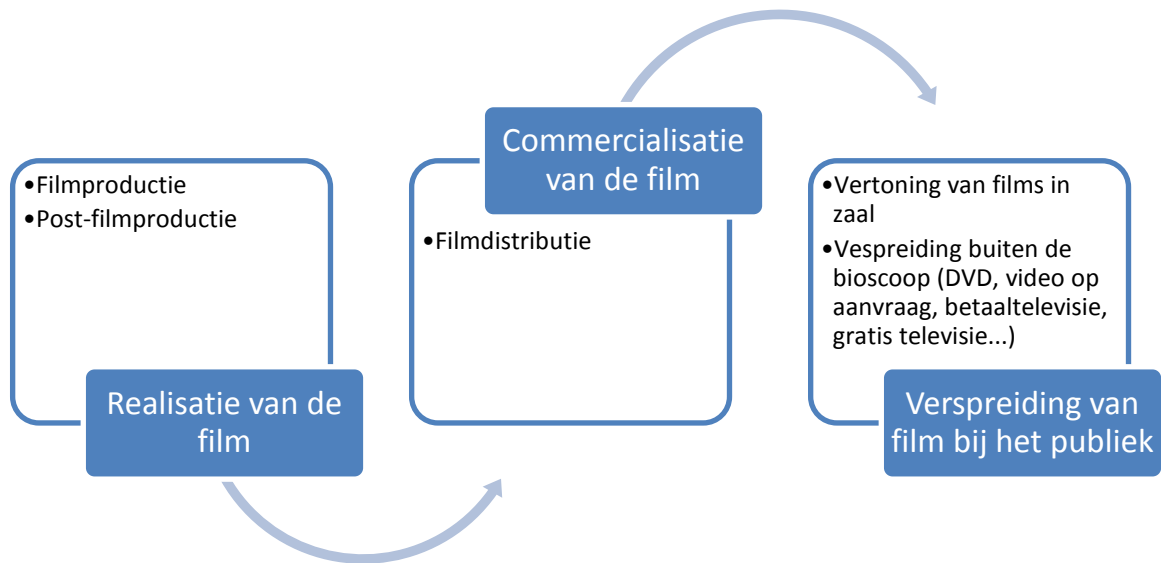 •Filmproductie
•Post-filmproductie
Realisatie van de
film
Commercialisatie
van de film
•Filmdistributie
•Vertoning van films in
zaal
•Vespreiding buiten de
bioscoop (DVD, video op
aanvraag, betaaltelevisie,
gratis televisie...)
Verspreiding van
film bij het publiek